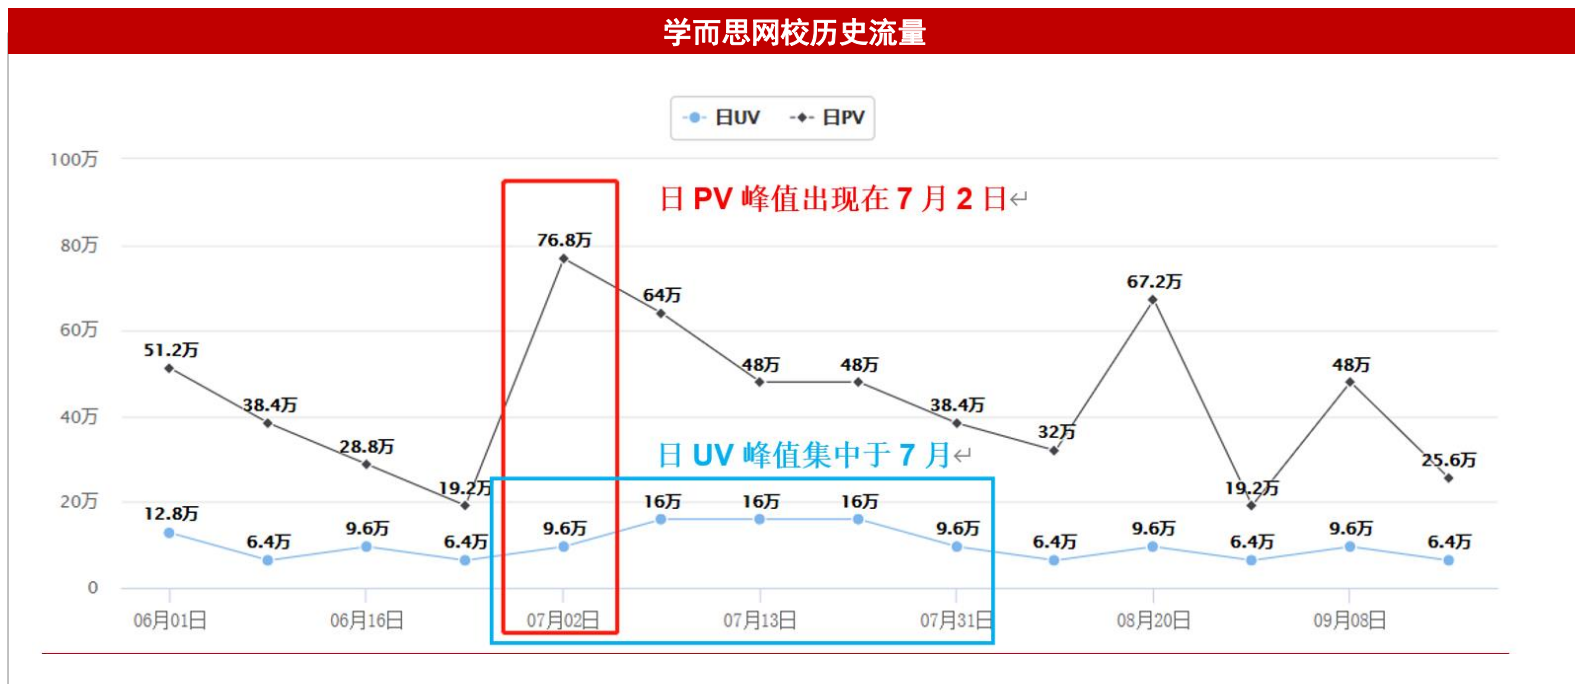 学而思网校历史流量
日UV 日PV
100万
日 PV 峰值出现在 7 月 2 日↵
80万
76.8万
67.2万
64万
60万
51.2万
48万 48万 48万
40万
38.4万 38.4万
32万
28.8万
日 UV 峰值集中于 7 月↵
25.6万
20万
19.2万 19.2万
12.8万 16万 16万 16万
6.4万 9.6万 6.4万 9.6万 9.6万 6.4万 9.6万 6.4万 9.6万 6.4万
0
06月01日 06月16日 07月02日 07月13日 07月31日 08月20日 09月08日